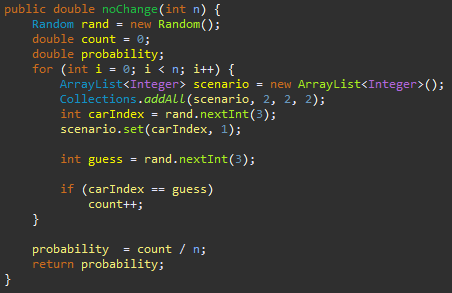 public double noChange(int n) {
    Random rand = new Random();
    double count = 0;
    double probability;
    for (int i = 0; i < n; i++) {
        ArrayList<Integer> scenario = new ArrayList<Integer>();
        Collections.addAll(scenario, 2, 2, 2);
        int carIndex = rand.nextInt(3);
        scenario.set(carIndex, 1);

        int guess = rand.nextInt(3);

        if (carIndex == guess)
            count++;
    }

    probability  = count / n;
    return probability;
}